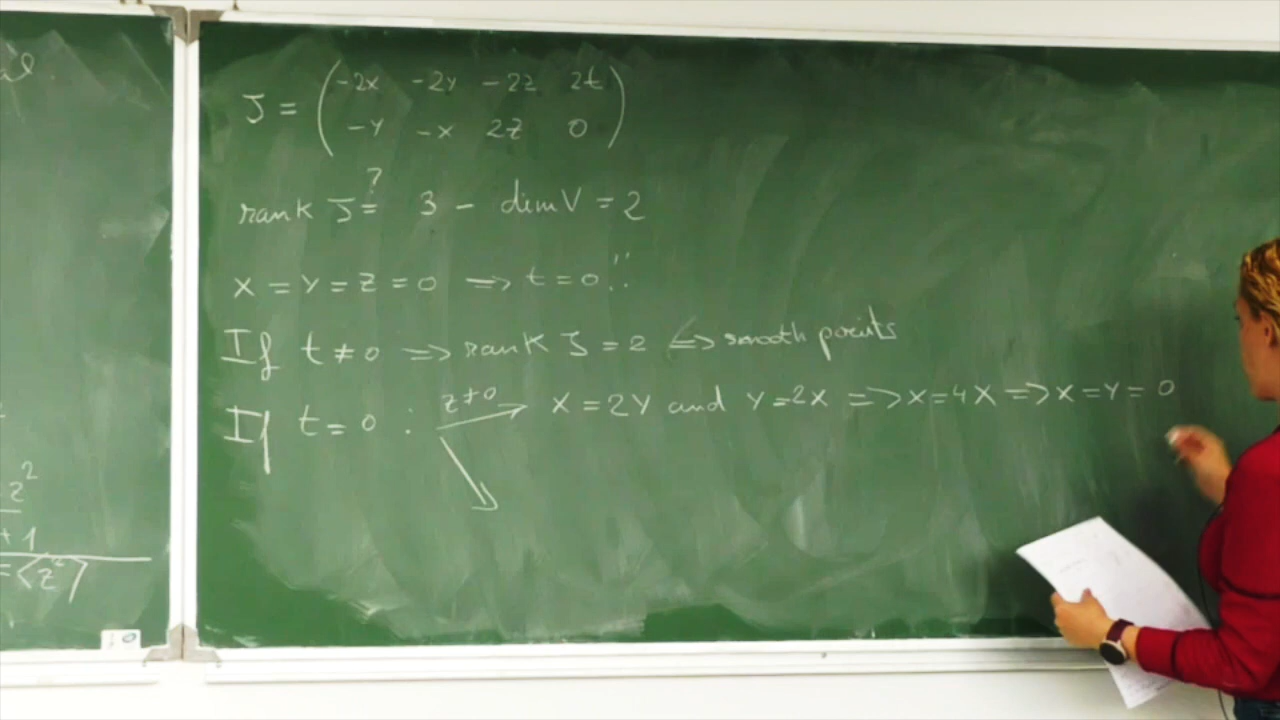 z²
+1
=⟨z²⟩
J = ( -2x -2y -2z 2t
-y -x 2z 0 )
rank J ?= 3 - dim V = 2
x = y = z = 0 => t = 0 !!
If t ≠ 0 => rank J = 2 <=> smooth points
If t = 0 : z≠0 → x = 2y and y = 2x => x = 4x => x = y = 0